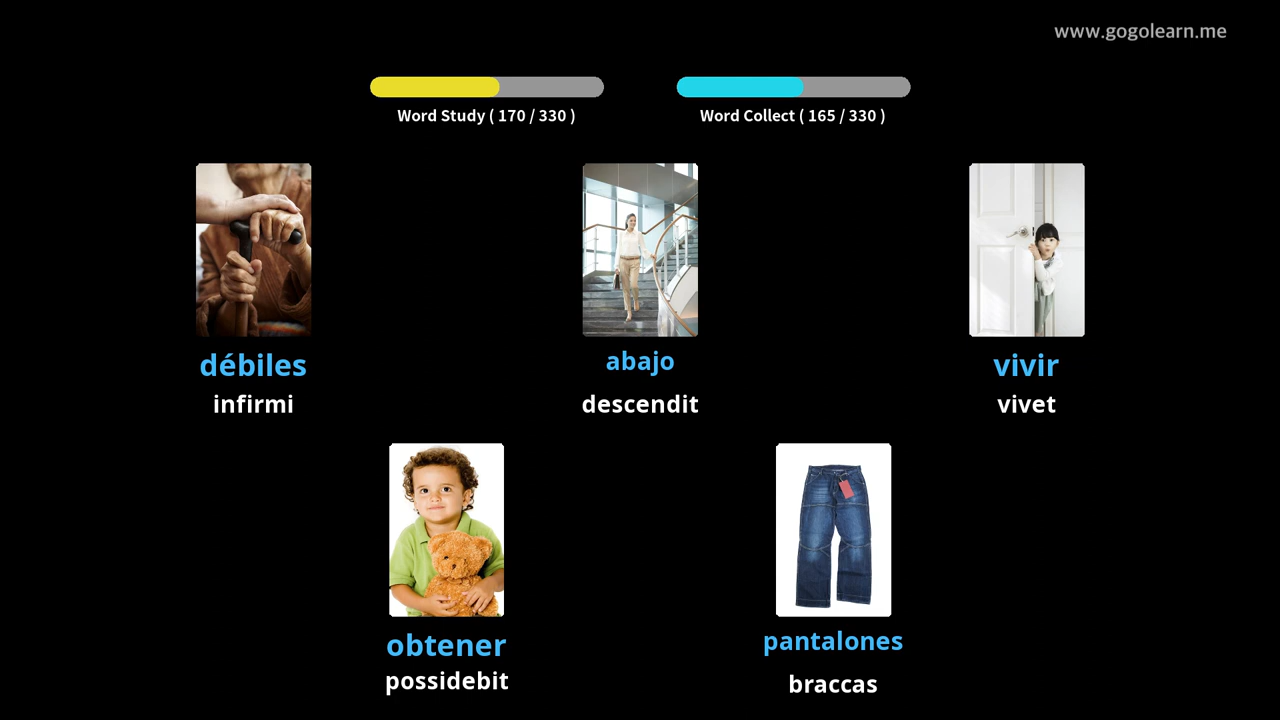 www.gogolearn.me
Word Study ( 170 / 330 )
Word Collect ( 165 / 330 )
débiles
infirmi
abajo
descendit
vivir
vivet
obtener
possidebit
pantalones
braccas